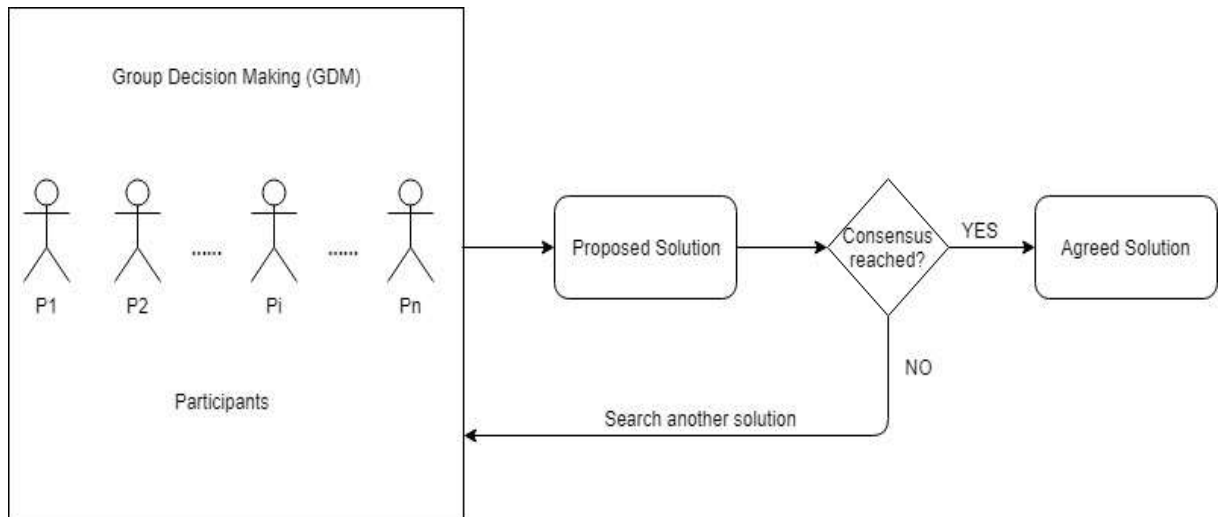 Group Decision Making (GDM)
...... ......
P1 P2 Pi Pn
Participants
Proposed Solution
Consensus
reached?
YES
Agreed Solution
NO
Search another solution